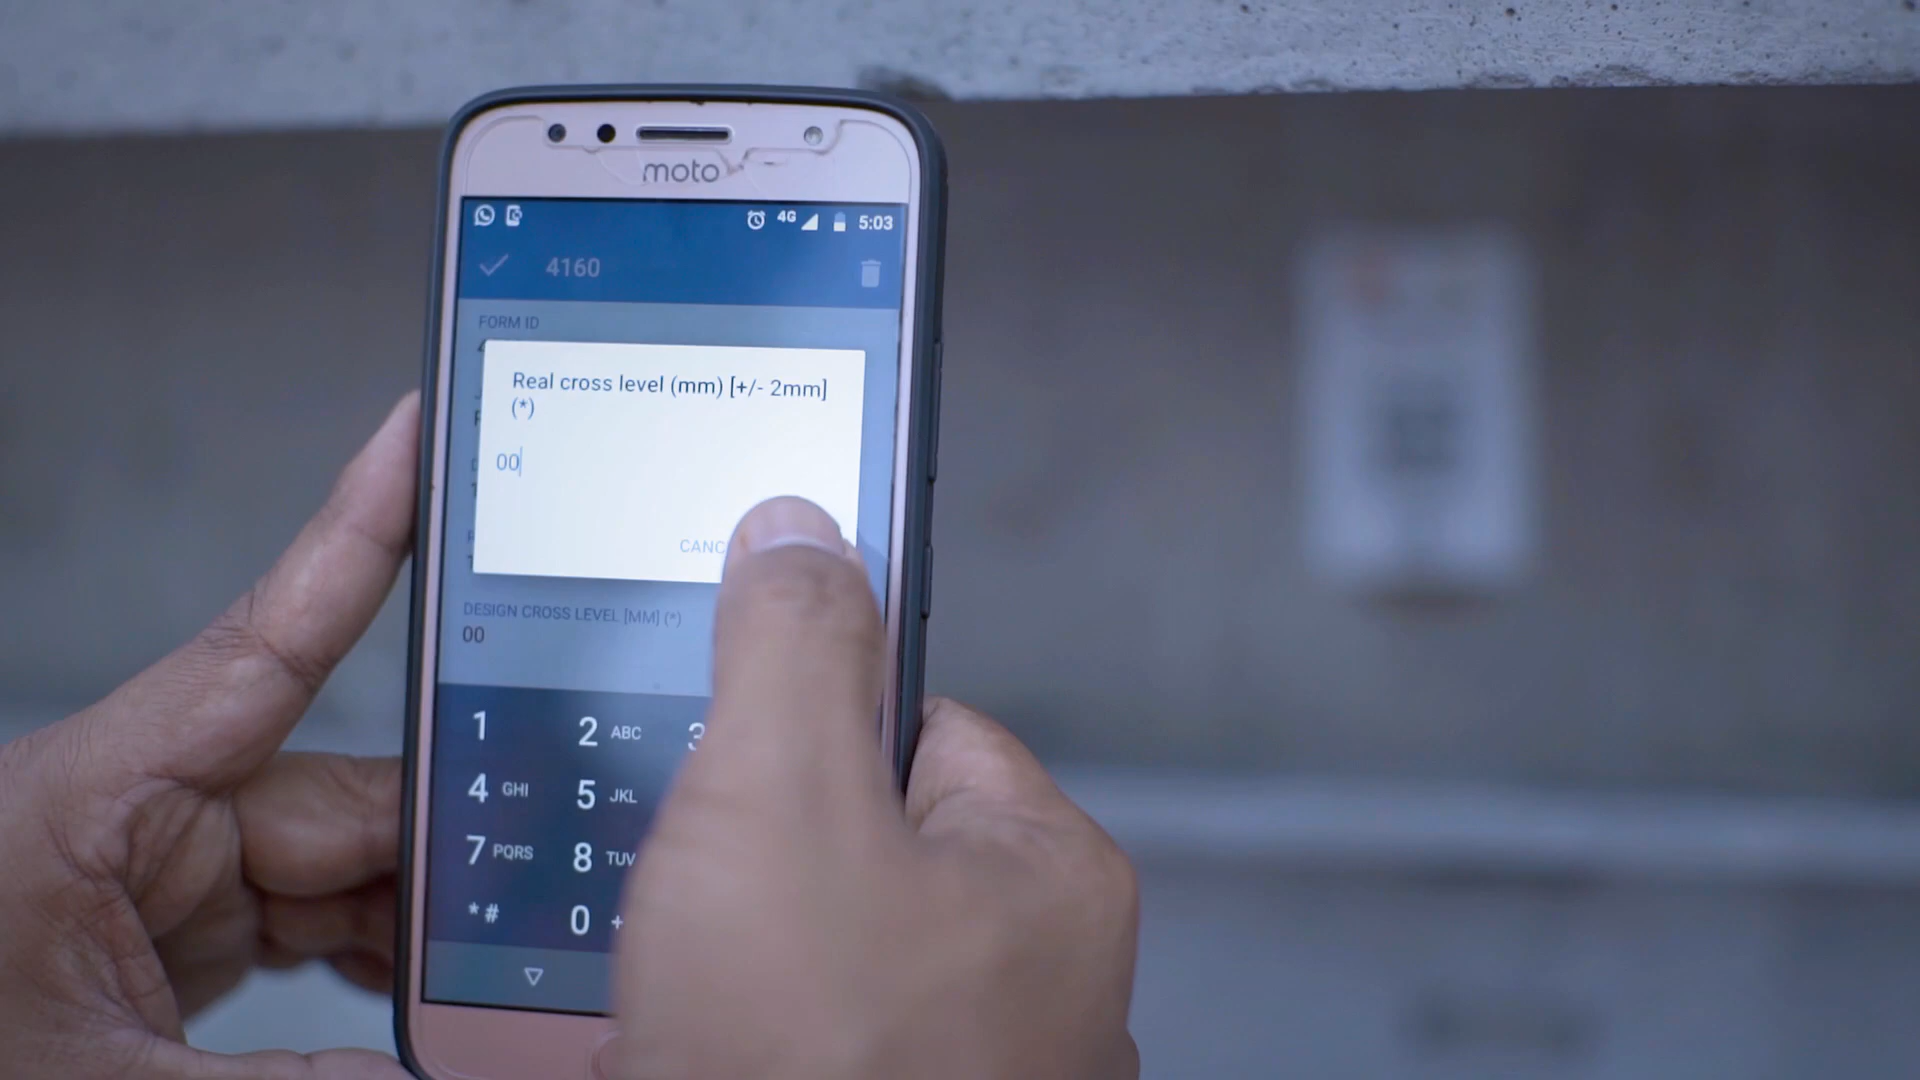 moto
4G 5:03
4160
FORM ID
Real cross level (mm) [+/- 2mm]
(*)
00
DESIGN CROSS LEVEL [MM] (*)
00
1 2 ABC 3
4 GHI 5 JKL
7 PQRS 8 TUV
*# 0 +